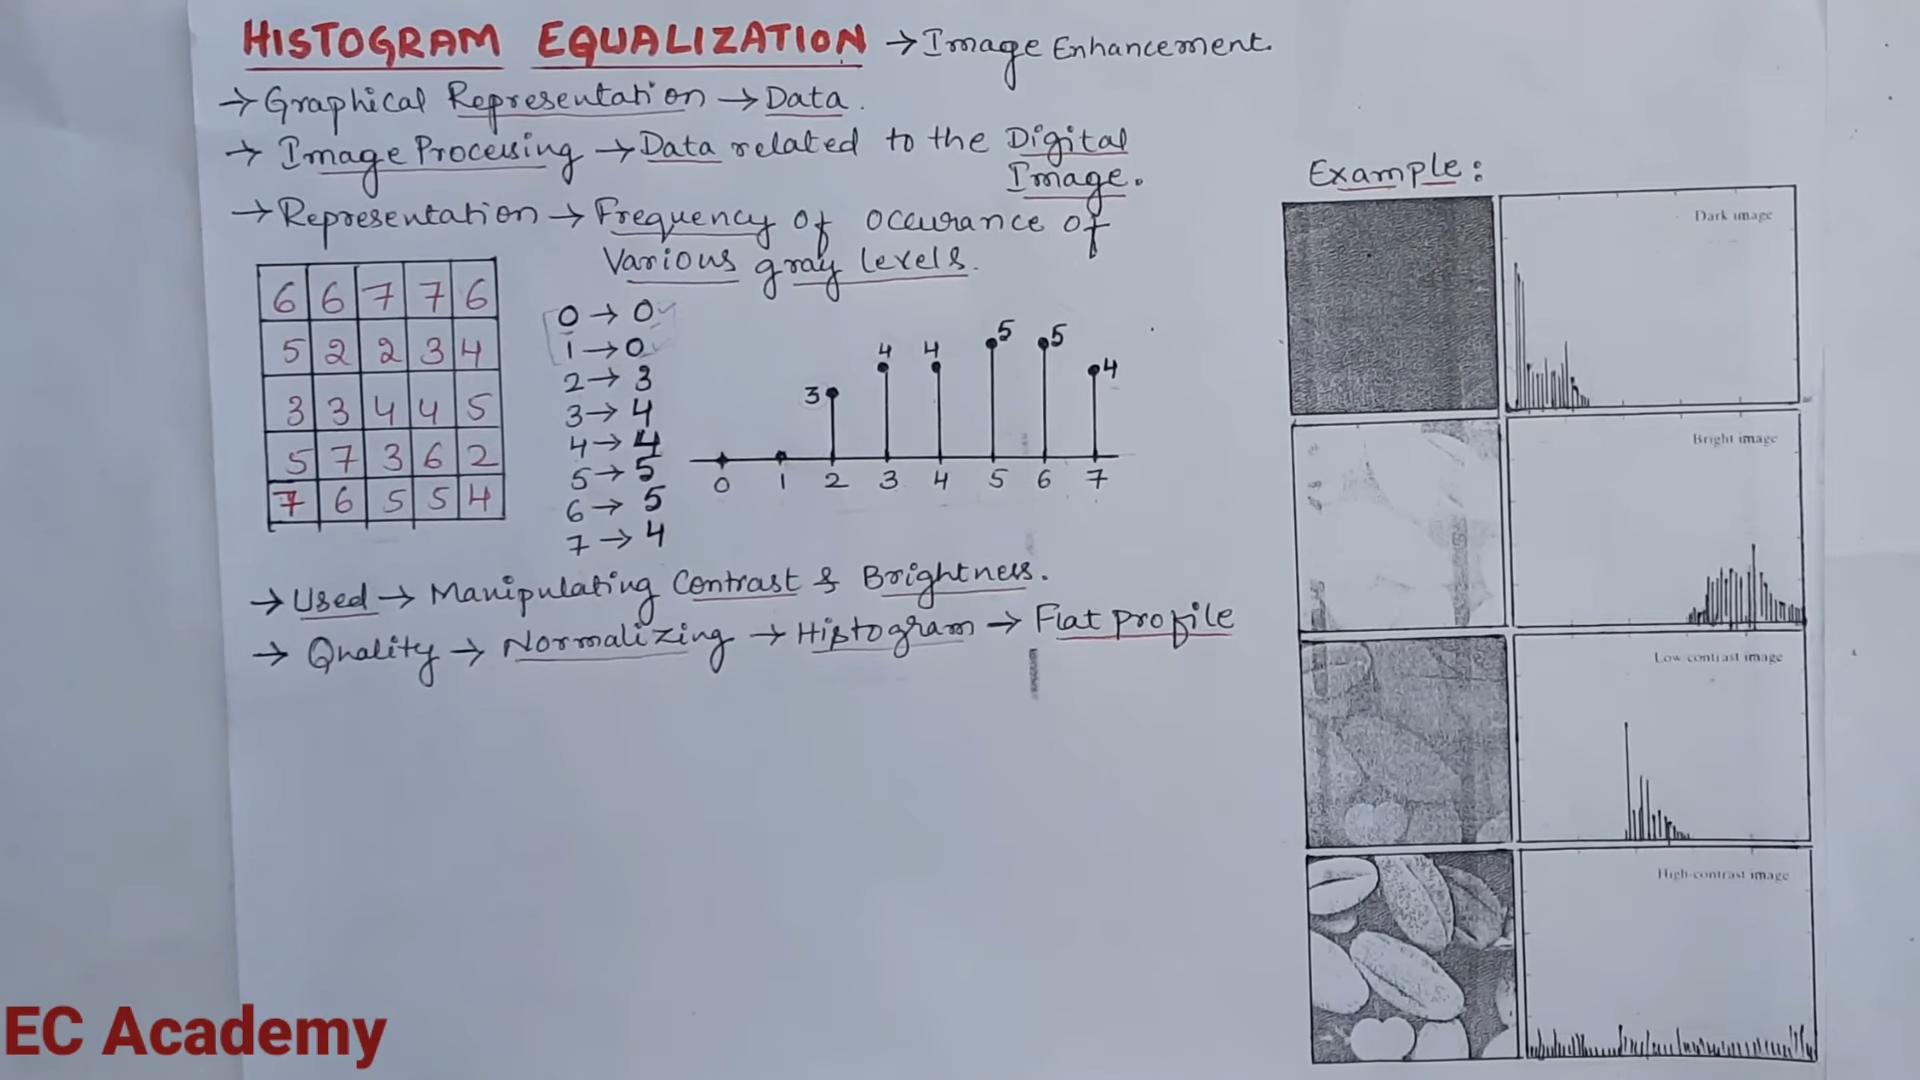 HISTOGRAM EQUALIZATION → Image Enhancement.
→ Graphical Representation → Data.
→ Image Processing → Data related to the Digital
Image.
→ Representation → Frequency of occurance of
Various gray levels.
6 6 7 7 6
5 2 2 3 4
3 3 4 4 5
5 7 3 6 2
7 6 5 5 4
0 → 0
1 → 0
2 → 3
3 → 4
4 → 4
5 → 5
6 → 5
7 → 4
3 4 4 5 5 4
0 1 2 3 4 5 6 7
→ Used → Manipulating Contrast & Brightness.
→ Quality → Normalizing → Histogram → Flat profile
Example :
Dark image
Bright image
Low contrast image
High-contrast image
EC Academy